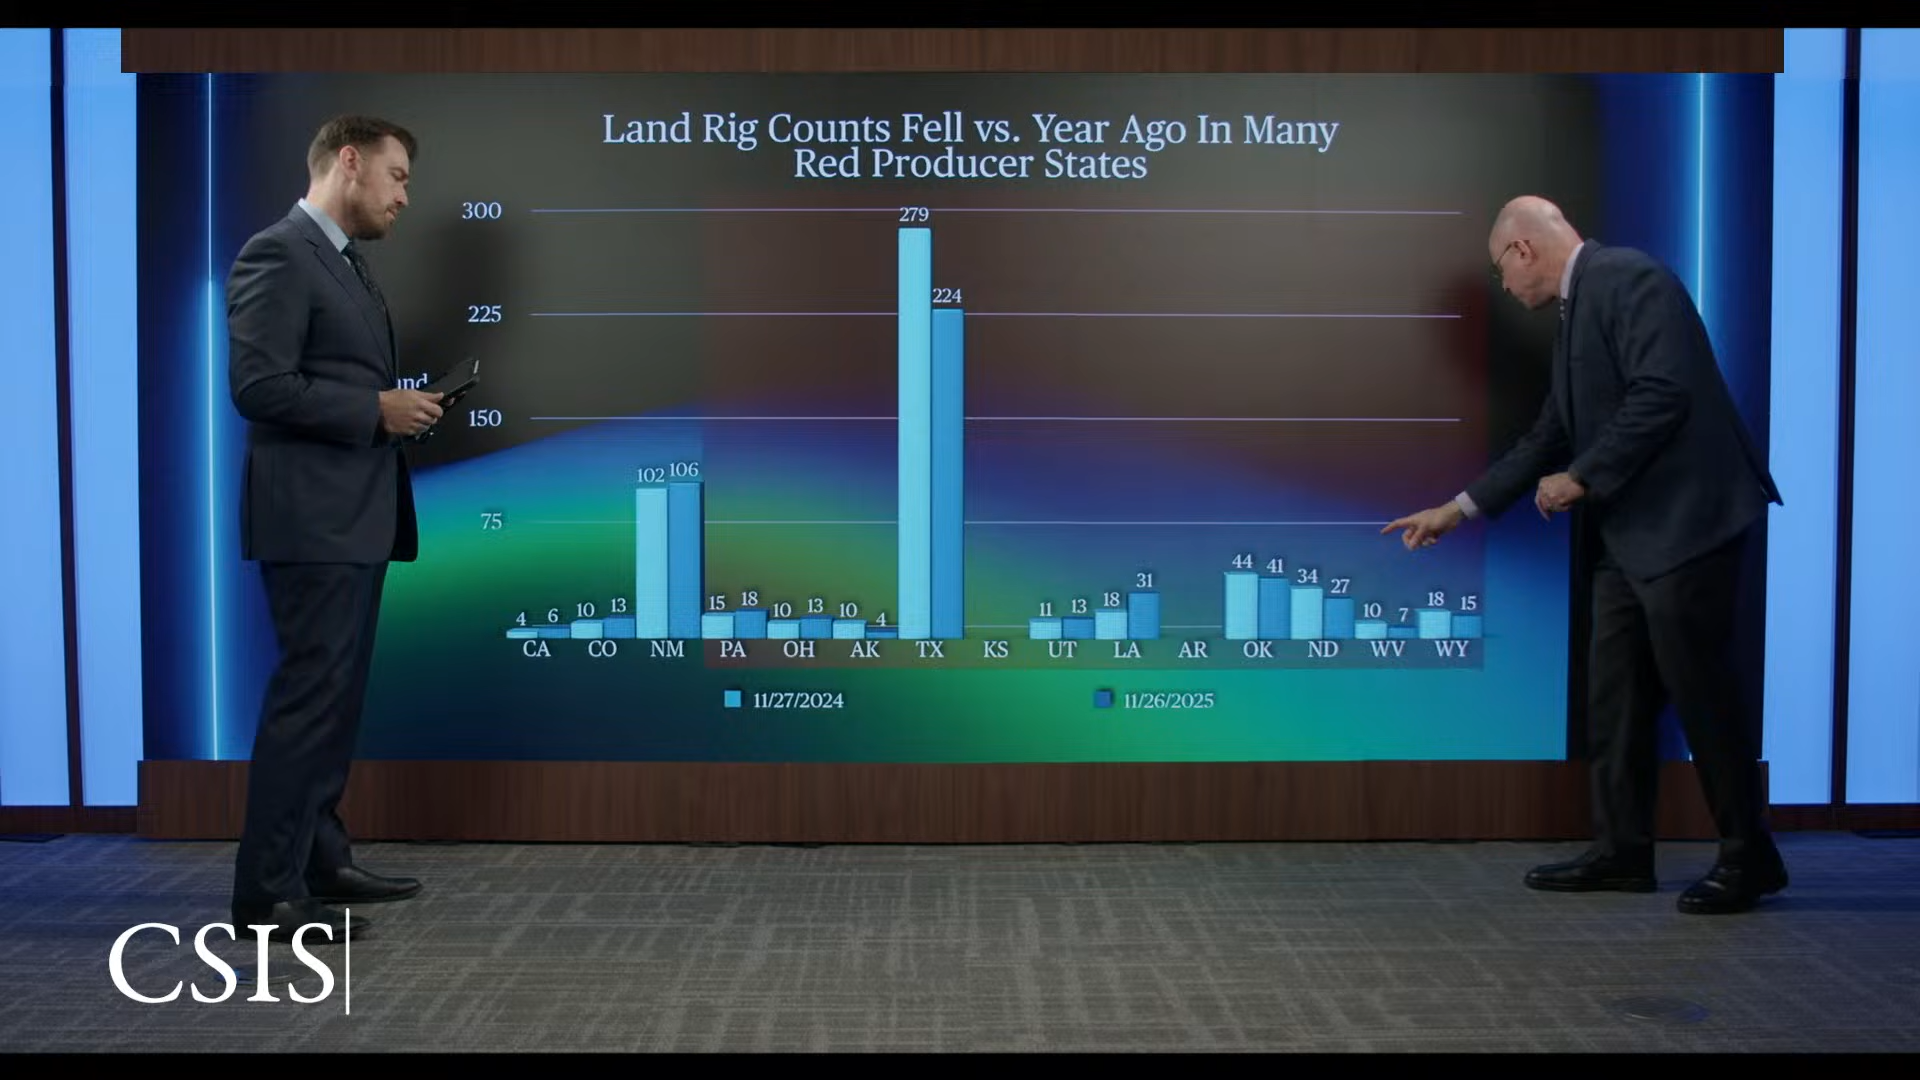 Land Rig Counts Fell vs. Year Ago In Many
Red Producer States
300
225
150
75
und
4 6 10 13 102 106 15 18 10 13 10 4 279 224 11 13 18 31 44 41 34 27 10 7 18 15
CA CO NM PA OH AK TX KS UT LA AR OK ND WV WY
11/27/2024 11/26/2025
CSIS